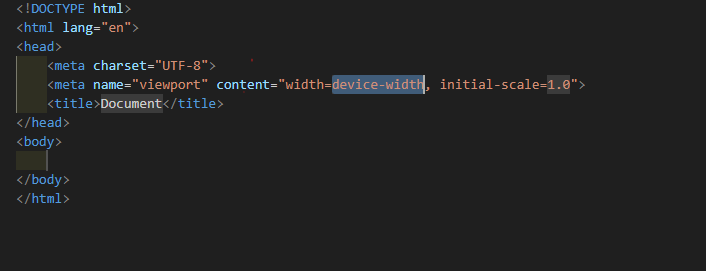 <!DOCTYPE html>
<html lang="en">
<head>
    <meta charset="UTF-8">
    <meta name="viewport" content="width=device-width, initial-scale=1.0">
    <title>Document</title>
</head>
<body>
</body>
</html>